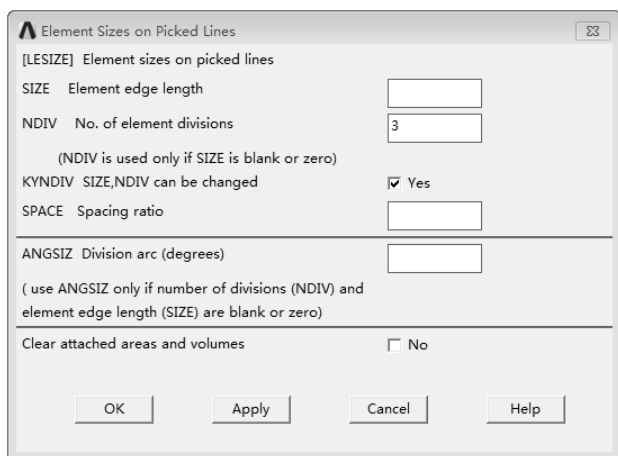 Element Sizes on Picked Lines
[LESIZE] Element sizes on picked lines
SIZE Element edge length
NDIV No. of element divisions 3
(NDIV is used only if SIZE is blank or zero)
KYNDIV SIZE,NDIV can be changed Yes
SPACE Spacing ratio
ANGSIZ Division arc (degrees)
( use ANGSIZ only if number of divisions (NDIV) and
element edge length (SIZE) are blank or zero)
Clear attached areas and volumes No
OK Apply Cancel Help